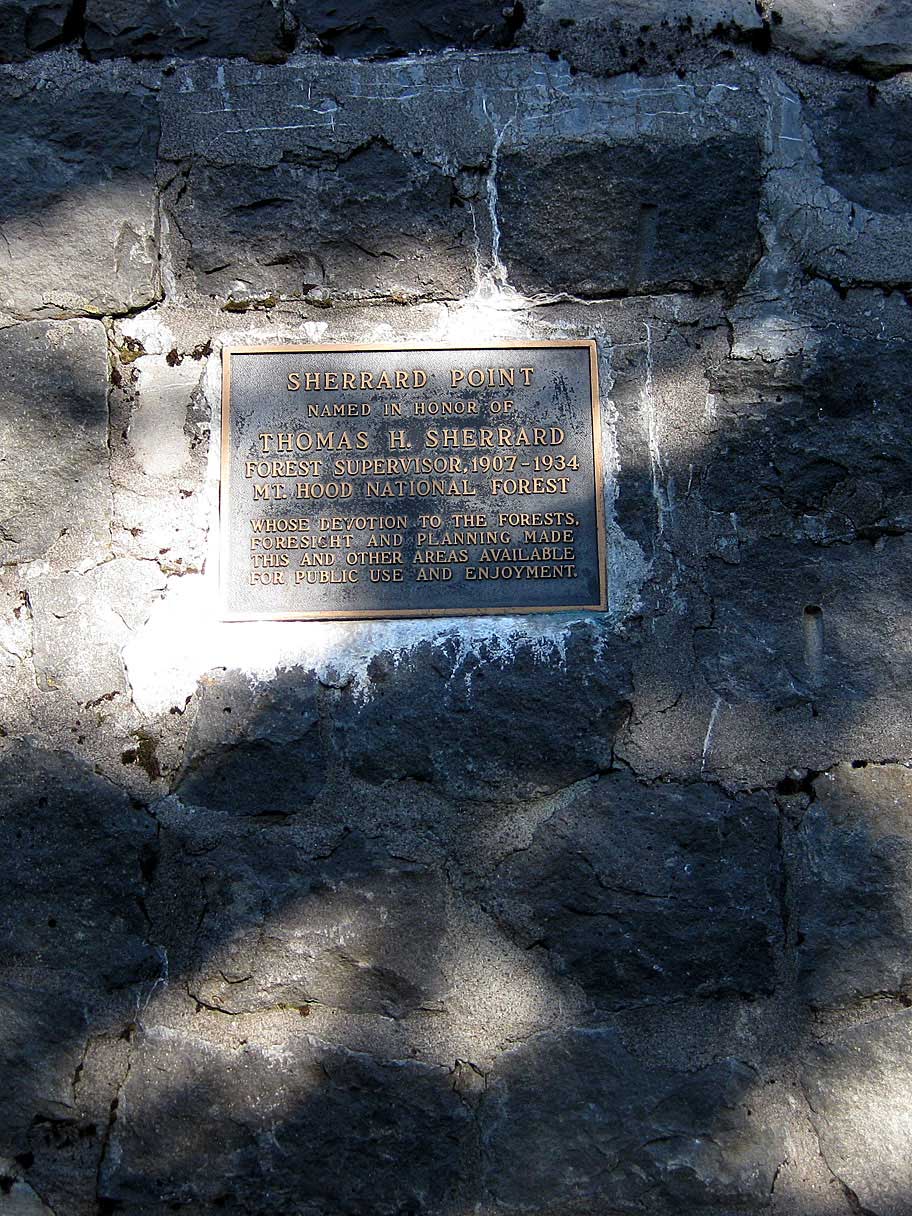 SHERRARD POINT
NAMED IN HONOR OF
THOMAS H. SHERRARD
FOREST SUPERVISOR, 1907-1934
MT. HOOD NATIONAL FOREST
WHOSE DEVOTION TO THE FORESTS,
FORESIGHT AND PLANNING MADE
THIS AND OTHER AREAS AVAILABLE
FOR PUBLIC USE AND ENJOYMENT.